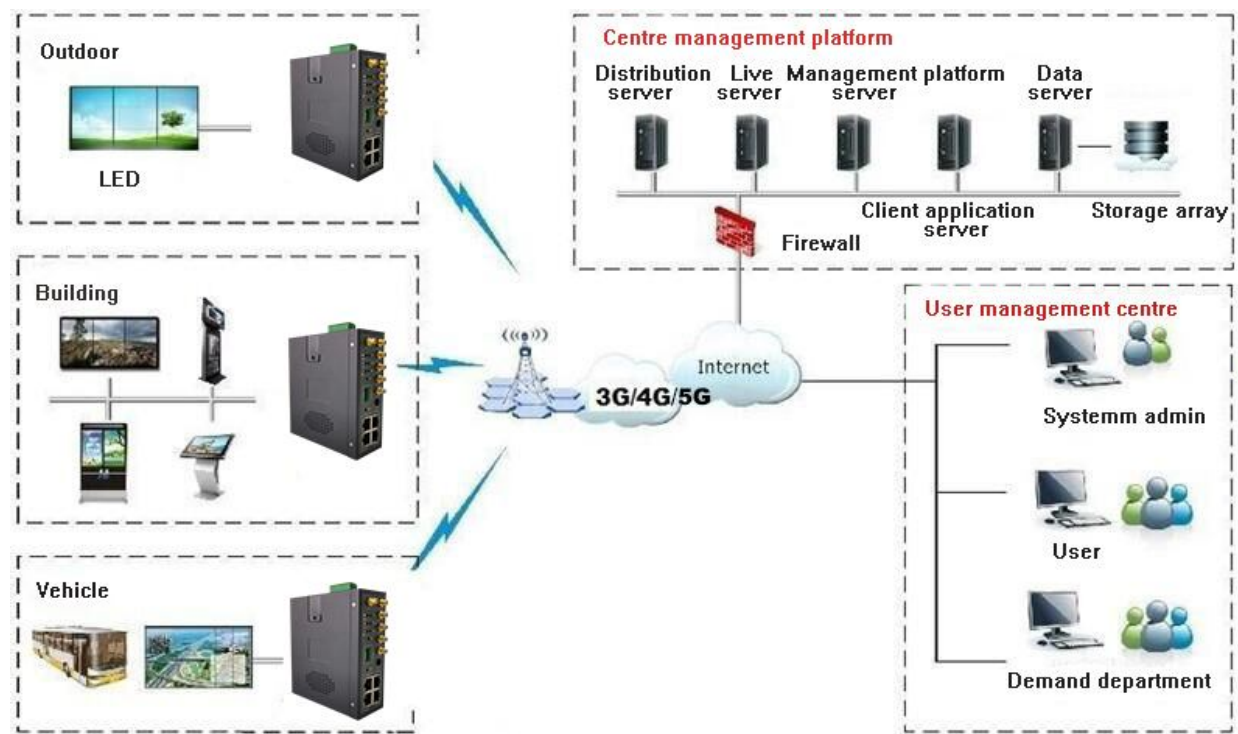 Outdoor
LED
Building
Vehicle
3G/4G/5G
Internet
Centre management platform
Distribution
server
Live
server
Management platform
server
Data
server
Client application
server
Storage array
Firewall
User management centre
Systemm admin
User
Demand department